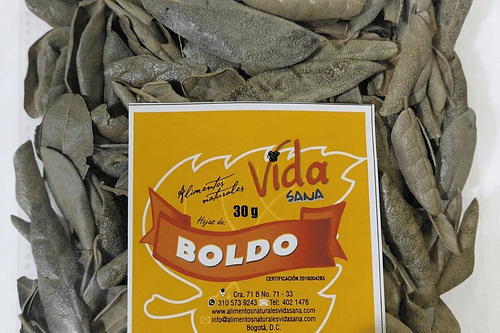 Alimentos
naturales
Vida
SANA
30 g
Hojas de:
BOLDO
CERTIFICACIÓN 2018004285
Cra. 71 B No. 71 - 33
310 573 9243 Tel: 402 1476
www.alimentosnaturalesvidasana.com
info@alimentosnaturalesvidasana.com
Bogotá, D.C.